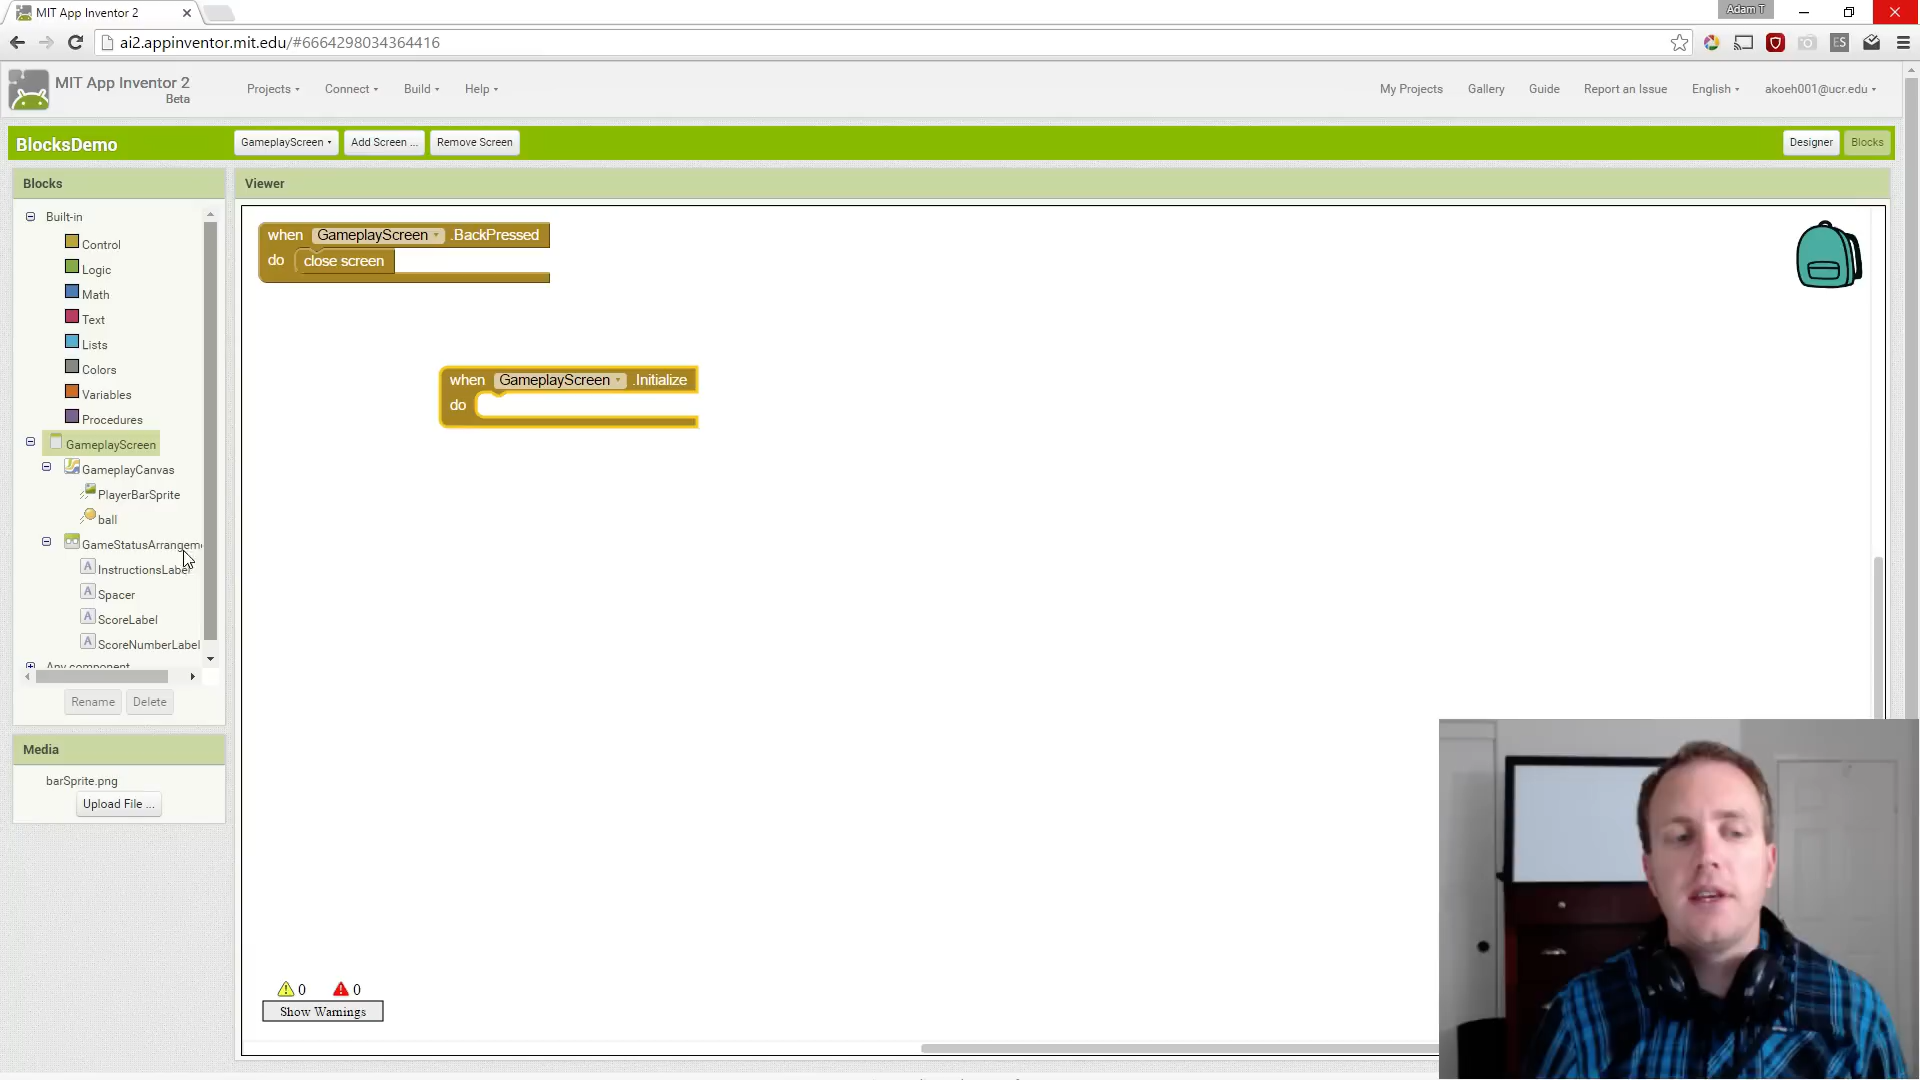 MIT App Inventor 2
Adam T
ai2.appinventor.mit.edu/#6664298034364416
ES
MIT App Inventor 2
Beta
Projects
Connect
Build
Help
My Projects
Gallery
Guide
Report an Issue
English
akoeh001@ucr.edu
BlocksDemo
GameplayScreen
Add Screen ...
Remove Screen
Designer
Blocks
Blocks
Built-in
Control
Logic
Math
Text
Lists
Colors
Variables
Procedures
GameplayScreen
GameplayCanvas
PlayerBarSprite
ball
GameStatusArrangeme
A InstructionsLabel
A Spacer
A ScoreLabel
A ScoreNumberLabel
Any component
Rename
Delete
Media
barSprite.png
Upload File ...
Viewer
when GameplayScreen .BackPressed
do close screen
when GameplayScreen .Initialize
do
0 0
Show Warnings